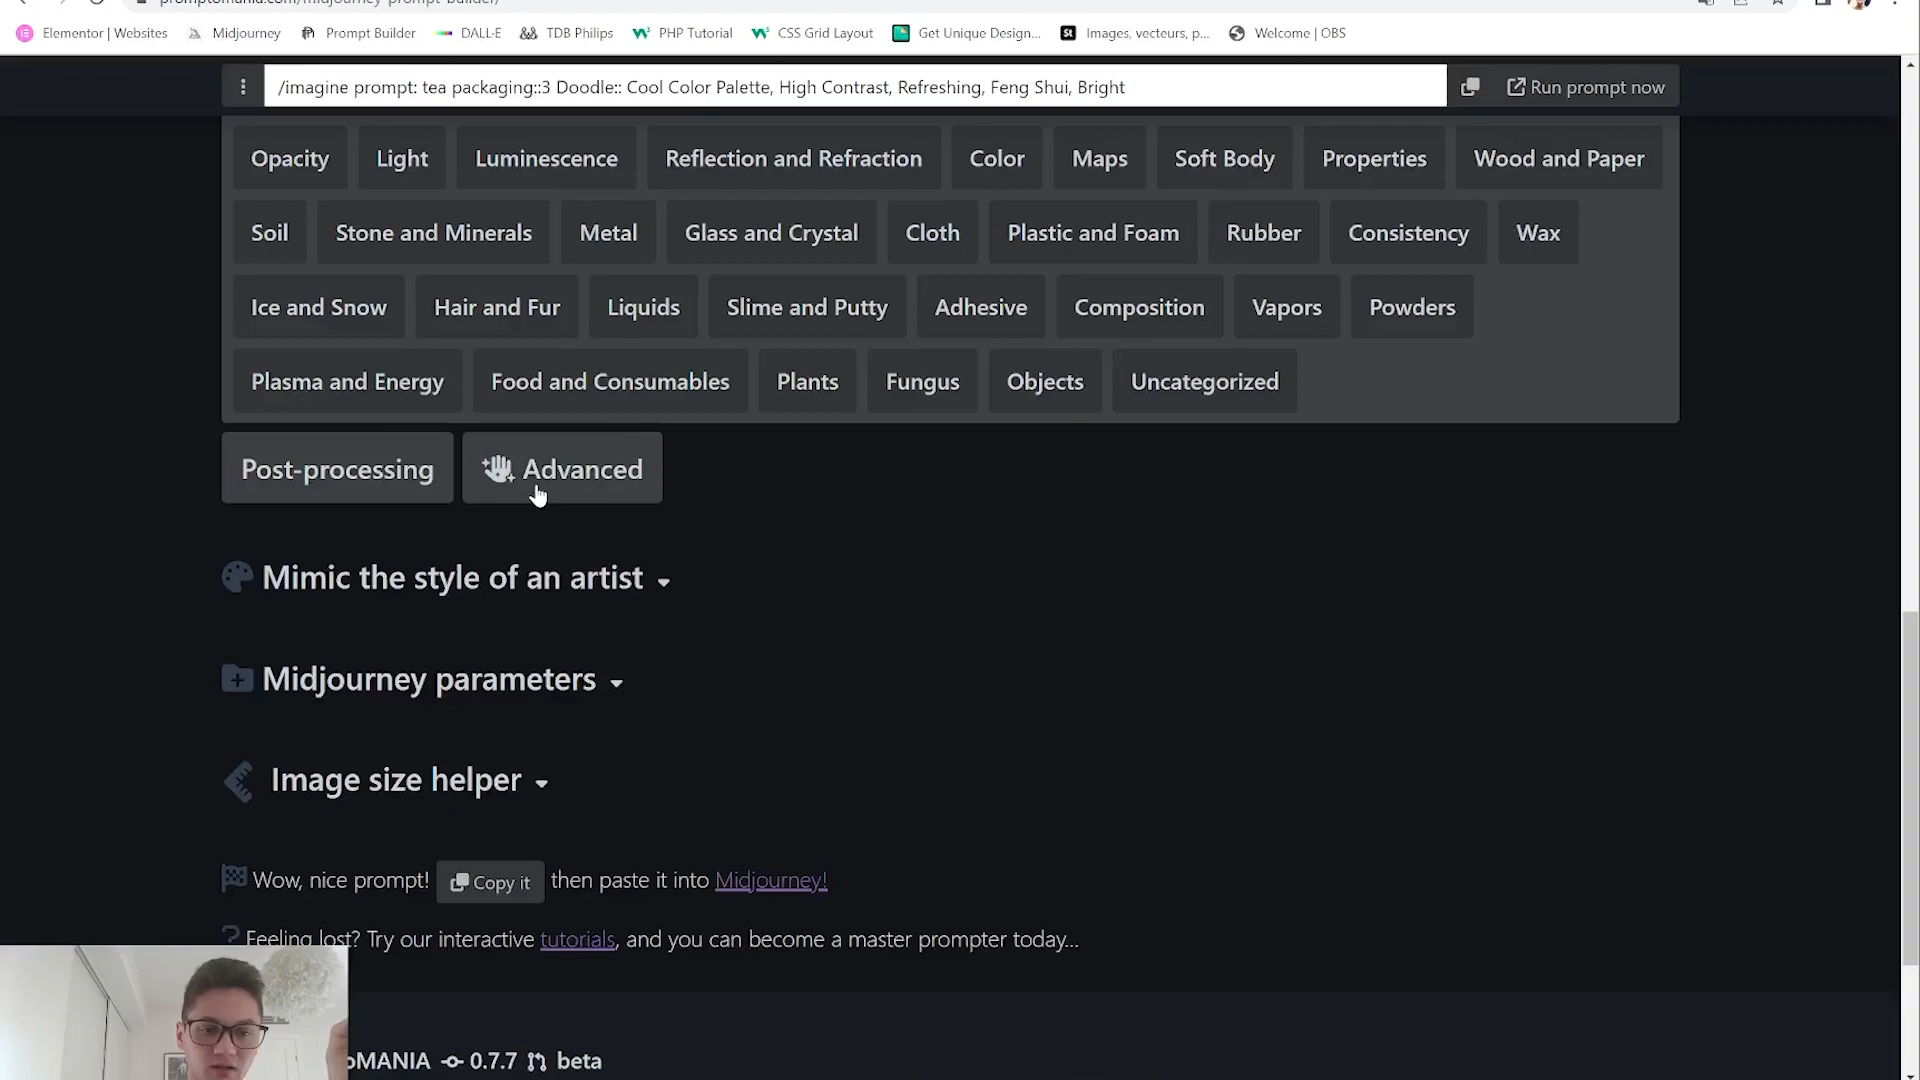 promptomania.com/midjourney-prompt-builder/
Elementor | Websites Midjourney Prompt Builder DALL·E TDB Philips PHP Tutorial CSS Grid Layout Get Unique Design... Images, vecteurs, p... Welcome | OBS
/imagine prompt: tea packaging::3 Doodle:: Cool Color Palette, High Contrast, Refreshing, Feng Shui, Bright Run prompt now
Opacity Light Luminescence Reflection and Refraction Color Maps Soft Body Properties Wood and Paper
Soil Stone and Minerals Metal Glass and Crystal Cloth Plastic and Foam Rubber Consistency Wax
Ice and Snow Hair and Fur Liquids Slime and Putty Adhesive Composition Vapors Powders
Plasma and Energy Food and Consumables Plants Fungus Objects Uncategorized
Post-processing Advanced
Mimic the style of an artist
Midjourney parameters
Image size helper
Wow, nice prompt! Copy it then paste it into Midjourney!
Feeling lost? Try our interactive tutorials, and you can become a master prompter today...
oMANIA 0.7.7 beta